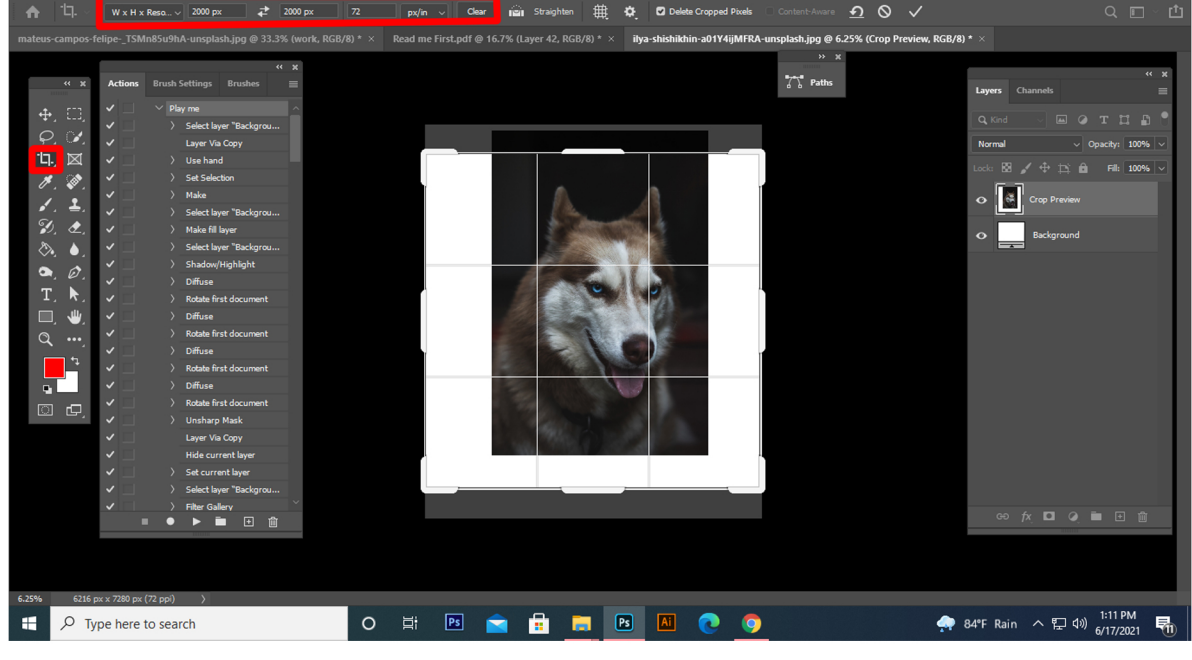 W x H x Reso... 2000 px 2000 px 72 px/in Clear Straighten Delete Cropped Pixels Content-Aware
mateus-campos-felipe-_TSMn85u9hA-unsplash.jpg @ 33.3% (work, RGB/8) * × Read me First.pdf @ 16.7% (Layer 42, RGB/8) * × ilya-shishikhin-a01Y4ijMFRA-unsplash.jpg @ 6.25% (Crop Preview, RGB/8) * ×
Paths
Actions Brush Settings Brushes
Play me
Select layer "Backgrou...
Layer Via Copy
Use hand
Set Selection
Make
Select layer "Backgrou...
Make fill layer
Select layer "Backgrou...
Shadow/Highlight
Diffuse
Rotate first document
Diffuse
Rotate first document
Diffuse
Rotate first document
Diffuse
Rotate first document
Unsharp Mask
Layer Via Copy
Hide current layer
Set current layer
Select layer "Backgrou...
Filter Gallery
Layers Channels
Kind
Normal Opacity: 100%
Lock: Fill: 100%
Crop Preview
Background
6.25% 6216 px x 7280 px (72 ppi)
Type here to search
Ps Ps Ai
84°F Rain
1:11 PM
6/17/2021
11